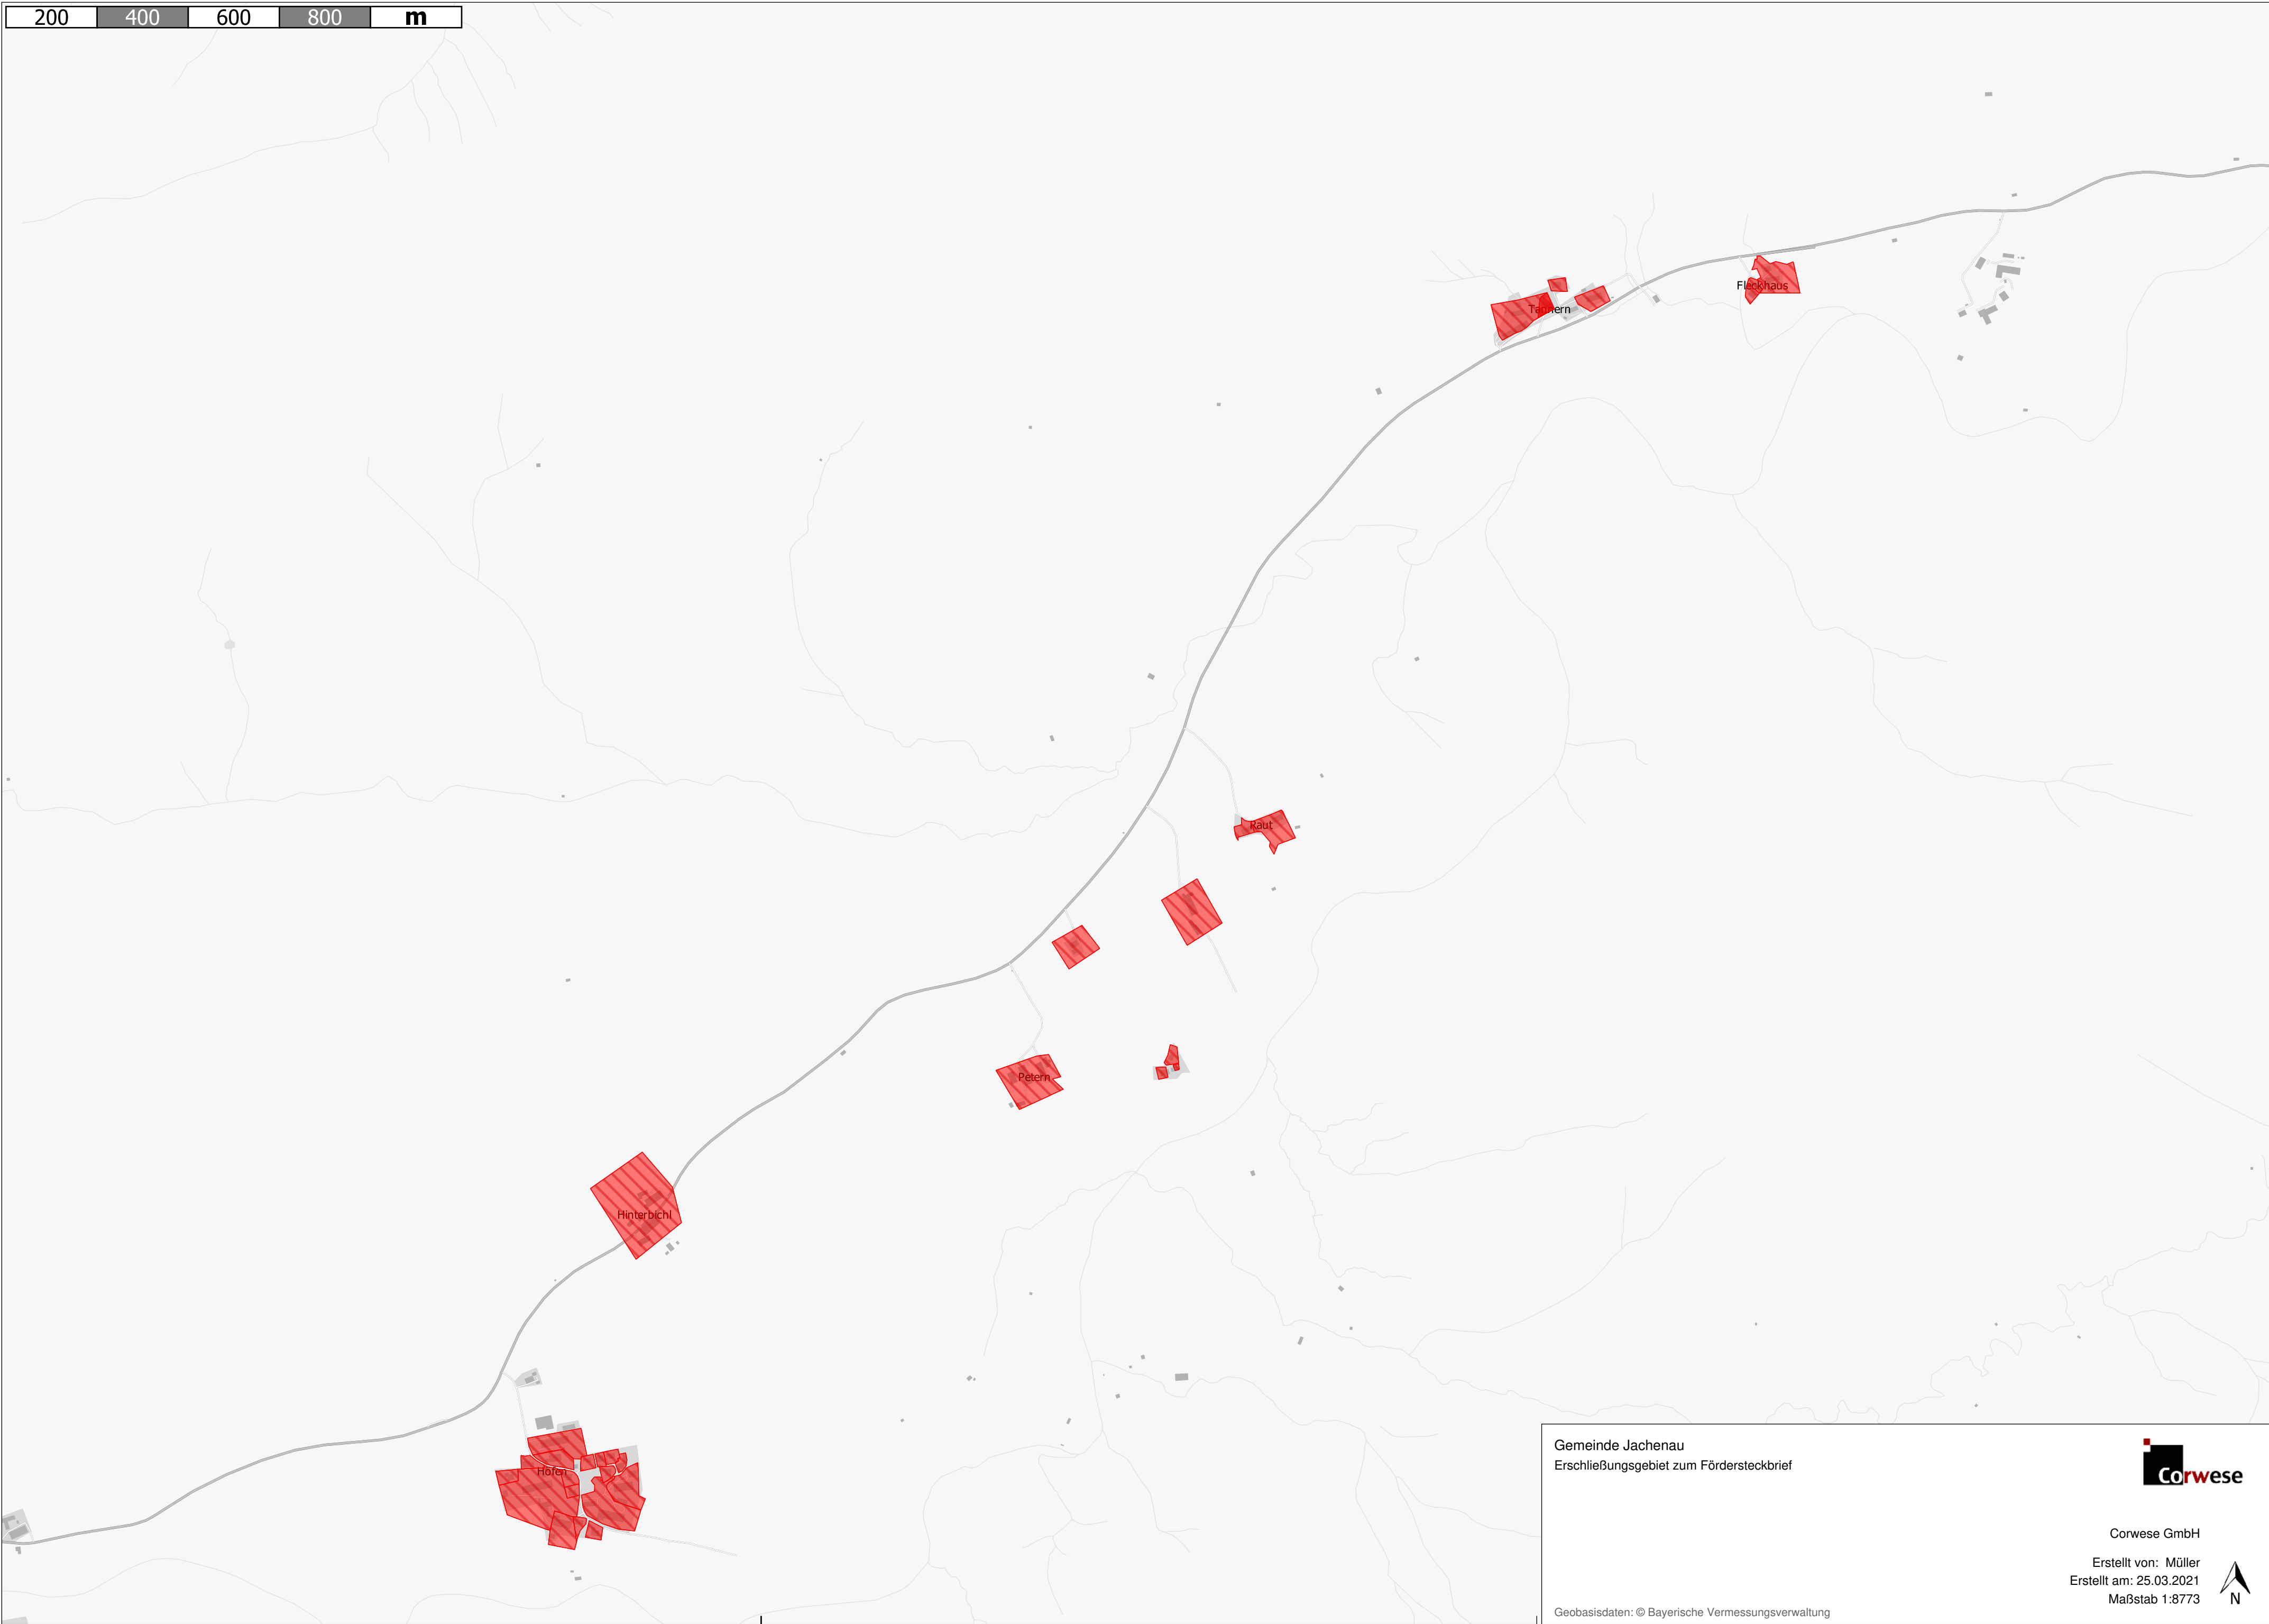 200 400 600 800 m
Fleckhaus
Tannern
Raut
Petern
Hinterbichl
Höfen
Gemeinde Jachenau
Erschließungsgebiet zum Fördersteckbrief
Corwese
Corwese GmbH
Erstellt von: Müller
Erstellt am: 25.03.2021
Maßstab 1:8773
N
Geobasisdaten: © Bayerische Vermessungsverwaltung